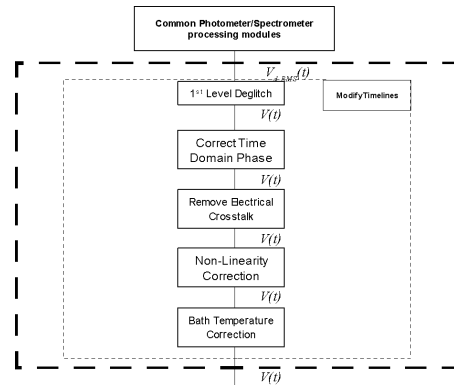 Common Photometer/Spectrometer
processing modules
V_d-RMS(t)
1st Level Deglitch
ModifyTimelines
V(t)
Correct Time
Domain Phase
V(t)
Remove Electrical
Crosstalk
V(t)
Non-Linearity
Correction
V(t)
Bath Temperature
Correction
V(t)